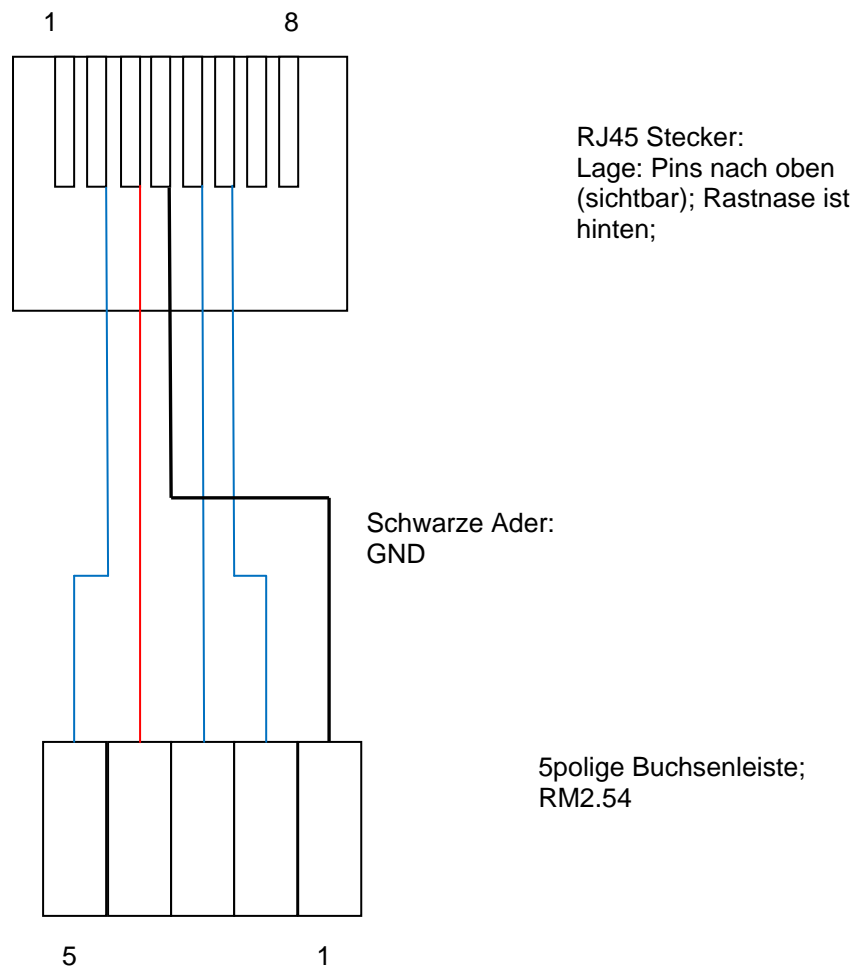 1 8
RJ45 Stecker:
Lage: Pins nach oben
(sichtbar); Rastnase ist
hinten;
Schwarze Ader:
GND
5polige Buchsenleiste;
RM2.54
5 1